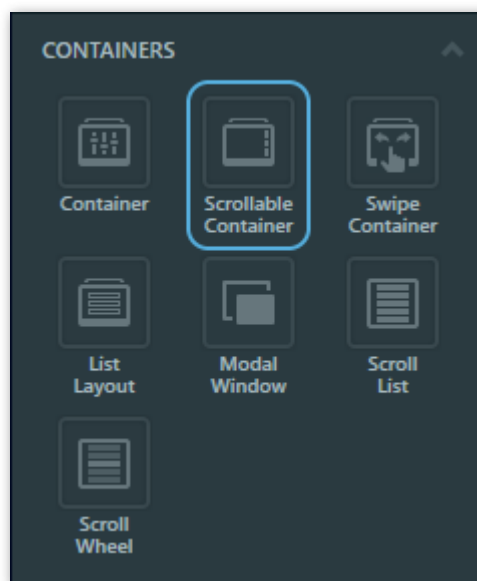 CONTAINERS
Container
Scrollable
Container
Swipe
Container
List
Layout
Modal
Window
Scroll
List
Scroll
Wheel